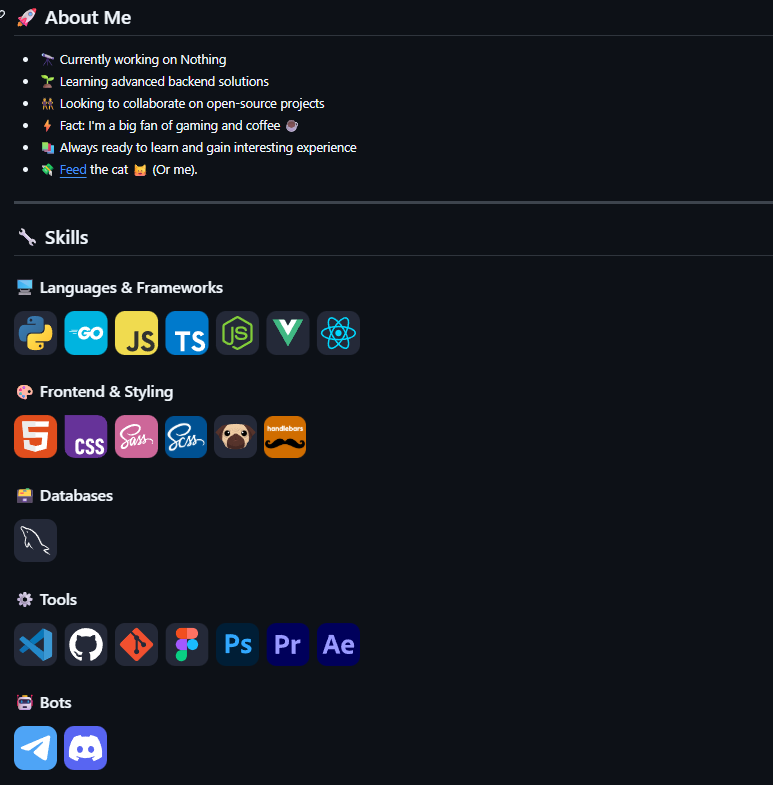 About Me
Currently working on Nothing
Learning advanced backend solutions
Looking to collaborate on open-source projects
Fact: I'm a big fan of gaming and coffee
Always ready to learn and gain interesting experience
Feed the cat (Or me).
Skills
Languages & Frameworks
GO JS TS JS
Frontend & Styling
5 CSS Sass Scss handlebars
Databases
Tools
Ps Pr Ae
Bots